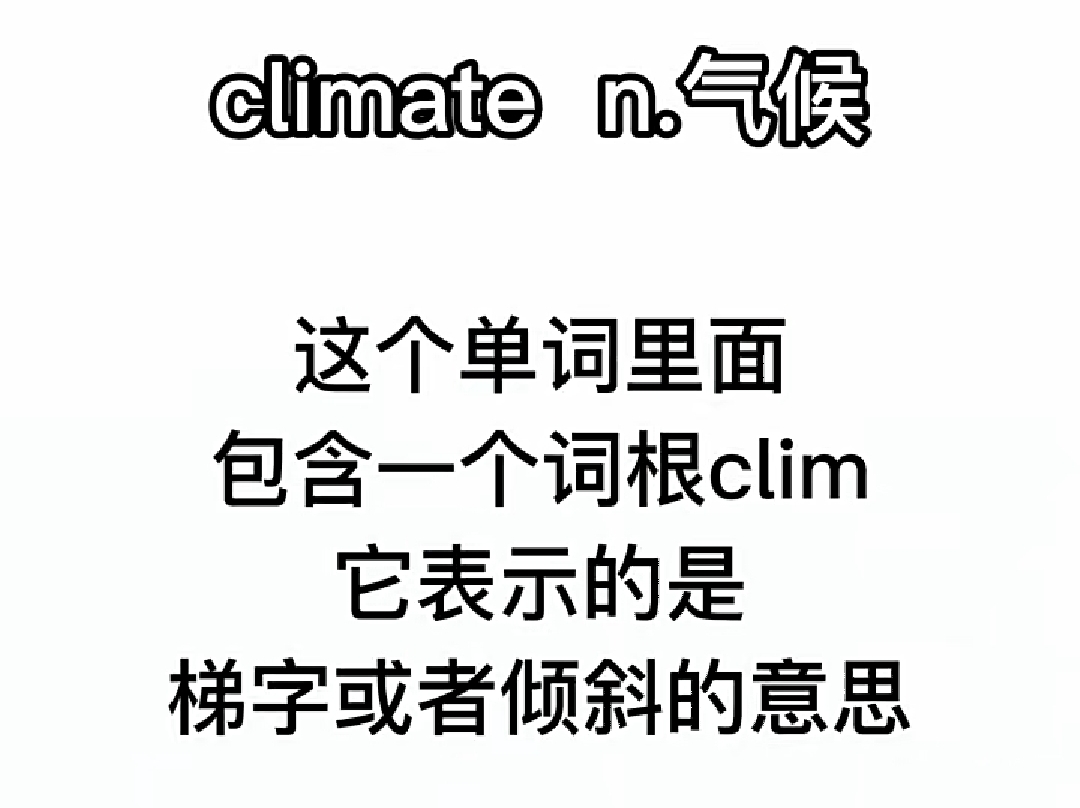 climate n.气候
这个单词里面
包含一个词根clim
它表示的是
梯字或者倾斜的意思